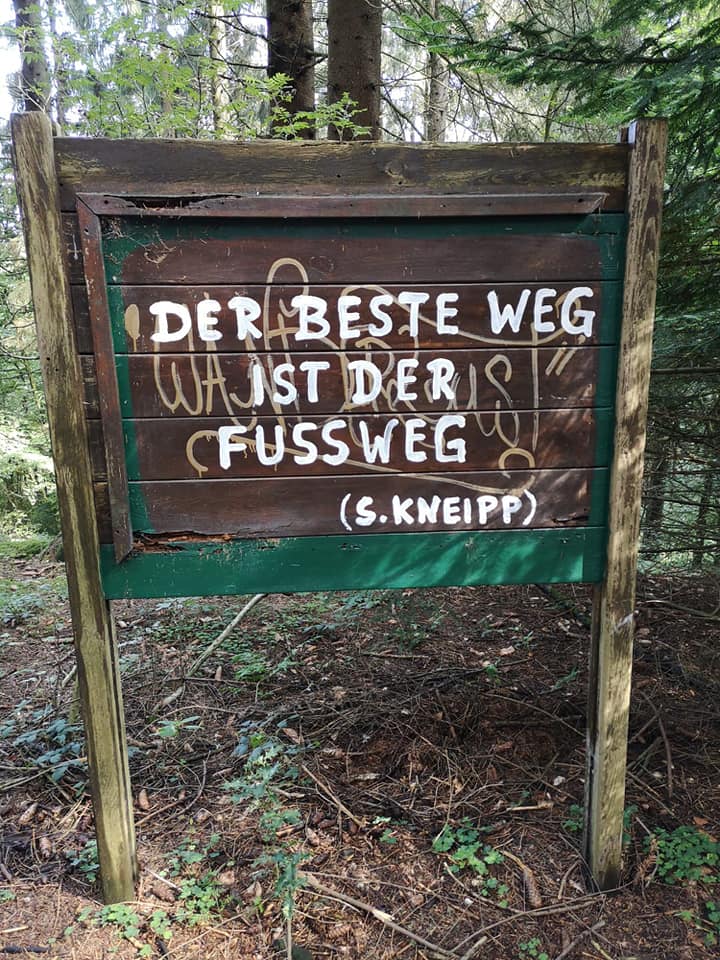 DER BESTE WEG
IST DER
FUSSWEG
(S. KNEIPP)